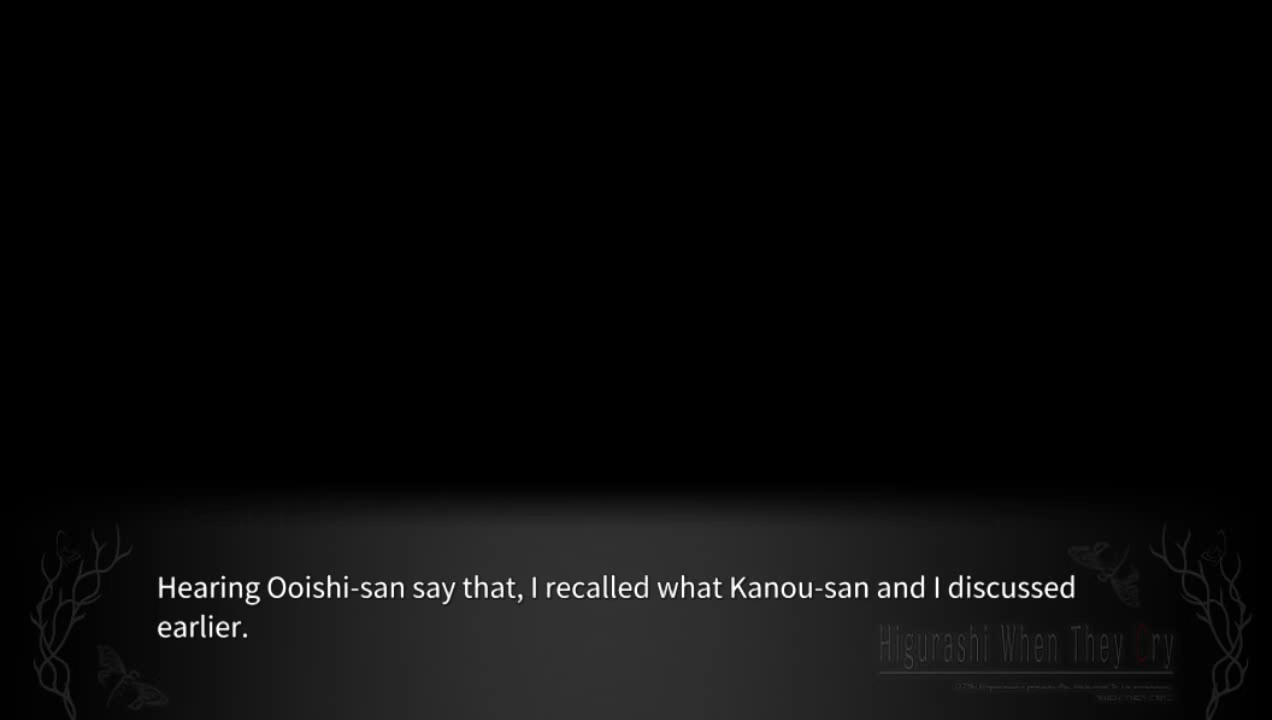 Hearing Ooishi-san say that, I recalled what Kanou-san and I discussed
earlier.
Higurashi When They Cry